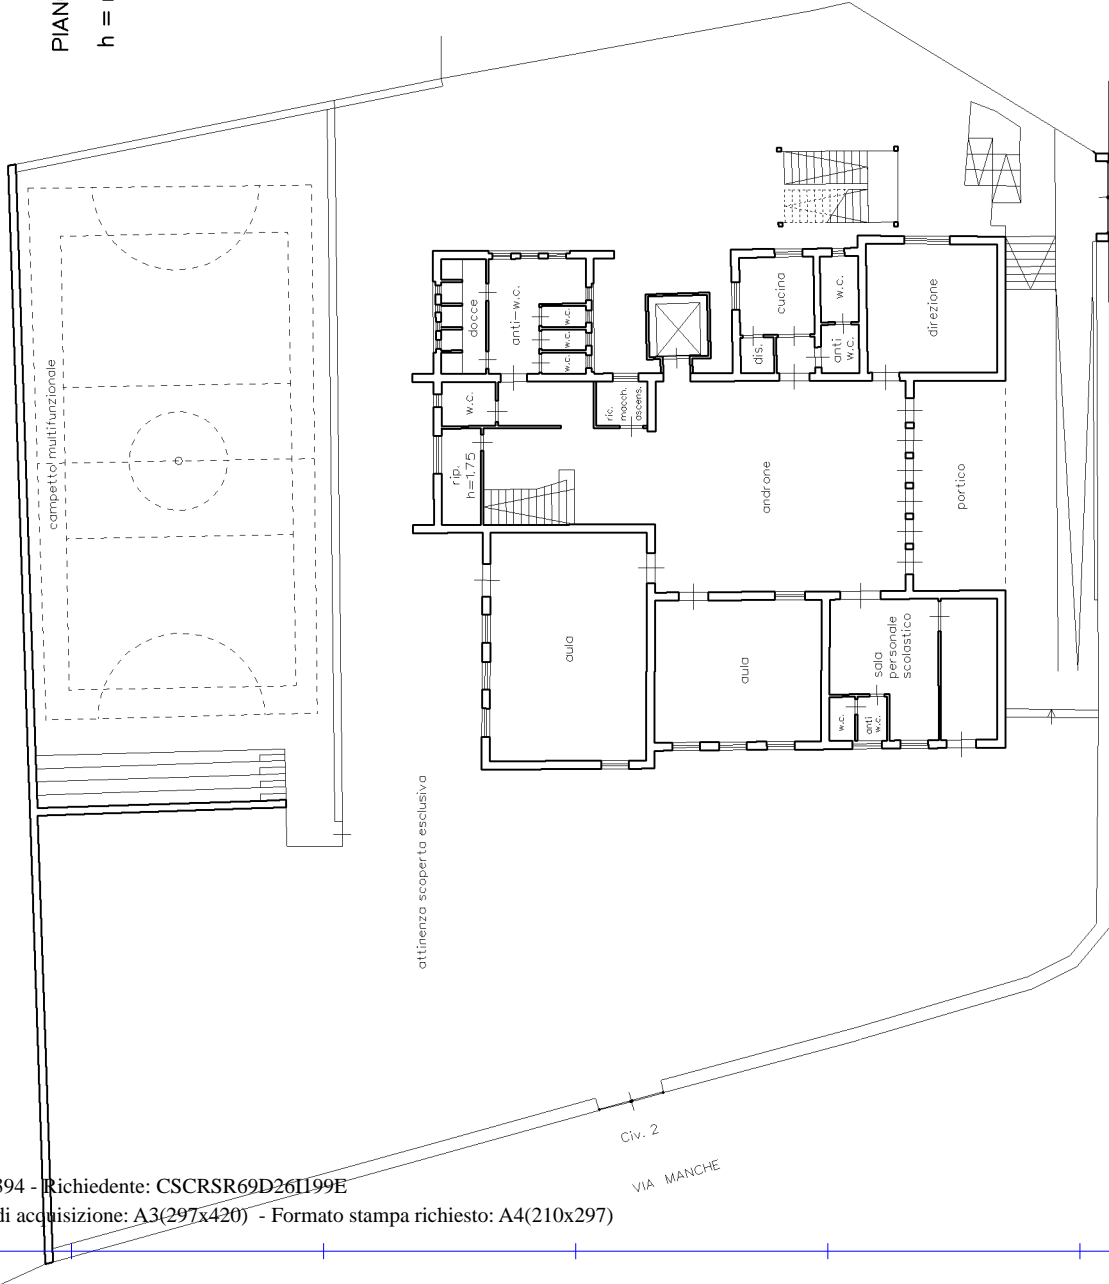 PIAN
h =
campetto multifunzionale
docce
anti-w.c.
w.c.
w.c.
w.c.
w.c.
rip.
h=1.75
ric.
macch.
ascens.
cucina
dis.
w.c.
anti
w.c.
direzione
androne
portico
aula
aula
sala
personale
scolastico
w.c.
anti
w.c.
attinenza scoperta esclusiva
Civ. 2
VIA MANCHE
394 - Richiedente: CSCRSR69D26I199E
di acquisizione: A3(297x420) - Formato stampa richiesto: A4(210x297)